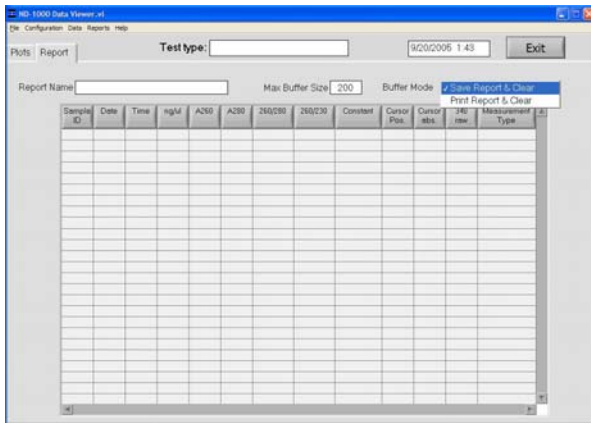 ND-1000 Data Viewer.vi
File Configuration Data Reports Help
Plots Report Test type: 9/20/2005 1:43 Exit
Report Name Max Buffer Size 200 Buffer Mode ✓ Save Report & Clear
Print Report & Clear
Sample ID Date Time ng/ul A260 A280 260/280 260/230 Constant Cursor Pos. Cursor abs. 340 raw Measurement Type